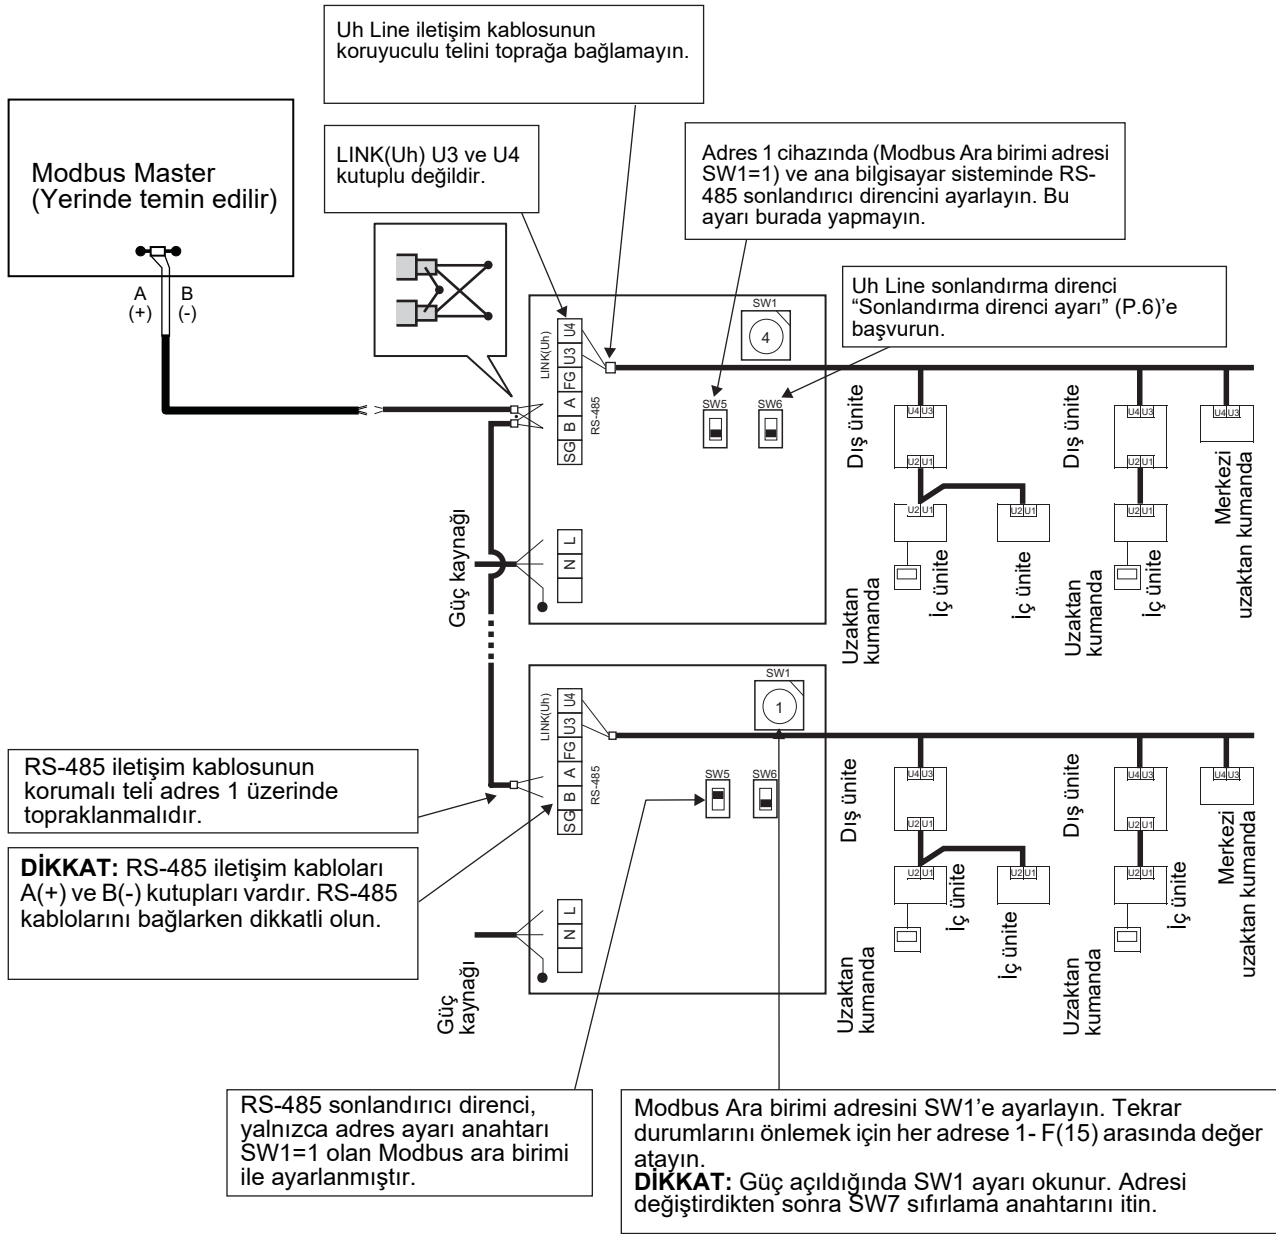 Uh Line iletişim kablosunun
koruyuculu telini toprağa bağlamayın.
Modbus Master
(Yerinde temin edilir)
A
(+)
B
(-)
LINK(Uh) U3 ve U4
kutuplu değildir.
Adres 1 cihazında (Modbus Ara birimi adresi
SW1=1) ve ana bilgisayar sisteminde RS-
485 sonlandırıcı direncini ayarlayın. Bu
ayarı burada yapmayın.
Uh Line sonlandırma direnci
“Sonlandırma direnci ayarı” (P.6)’e
başvurun.
SW1
4
LINK(Uh)
U4
U3
FG
A
B
SG
RS-485
SW5
SW6
L
N
Güç kaynağı
U4 U3
Dış ünite
U2 U1
U2 U1
U2 U1
Uzaktan
kumanda
İç ünite
İç ünite
U4 U3
Dış ünite
U2 U1
U2 U1
Uzaktan
kumanda
İç ünite
U4 U3
Merkezi
uzaktan kumanda
SW1
1
LINK(Uh)
U4
U3
FG
A
B
SG
RS-485
SW5
SW6
L
N
Güç
kaynağı
U4 U3
Dış ünite
U2 U1
U2 U1
U2 U1
Uzaktan
kumanda
İç ünite
İç ünite
U4 U3
Dış ünite
U2 U1
U2 U1
Uzaktan
kumanda
İç ünite
U4 U3
Merkezi
uzaktan kumanda
RS-485 iletişim kablosunun
korumalı teli adres 1 üzerinde
topraklanmalıdır.
DİKKAT: RS-485 iletişim kabloları
A(+) ve B(-) kutupları vardır. RS-485
kablolarını bağlarken dikkatli olun.
RS-485 sonlandırıcı direnci,
yalnızca adres ayarı anahtarı
SW1=1 olan Modbus ara birimi
ile ayarlanmıştır.
Modbus Ara birimi adresini SW1’e ayarlayın. Tekrar
durumlarını önlemek için her adrese 1- F(15) arasında değer
atayın.
DİKKAT: Güç açıldığında SW1 ayarı okunur. Adresi
değiştirdikten sonra SW7 sıfırlama anahtarını itin.